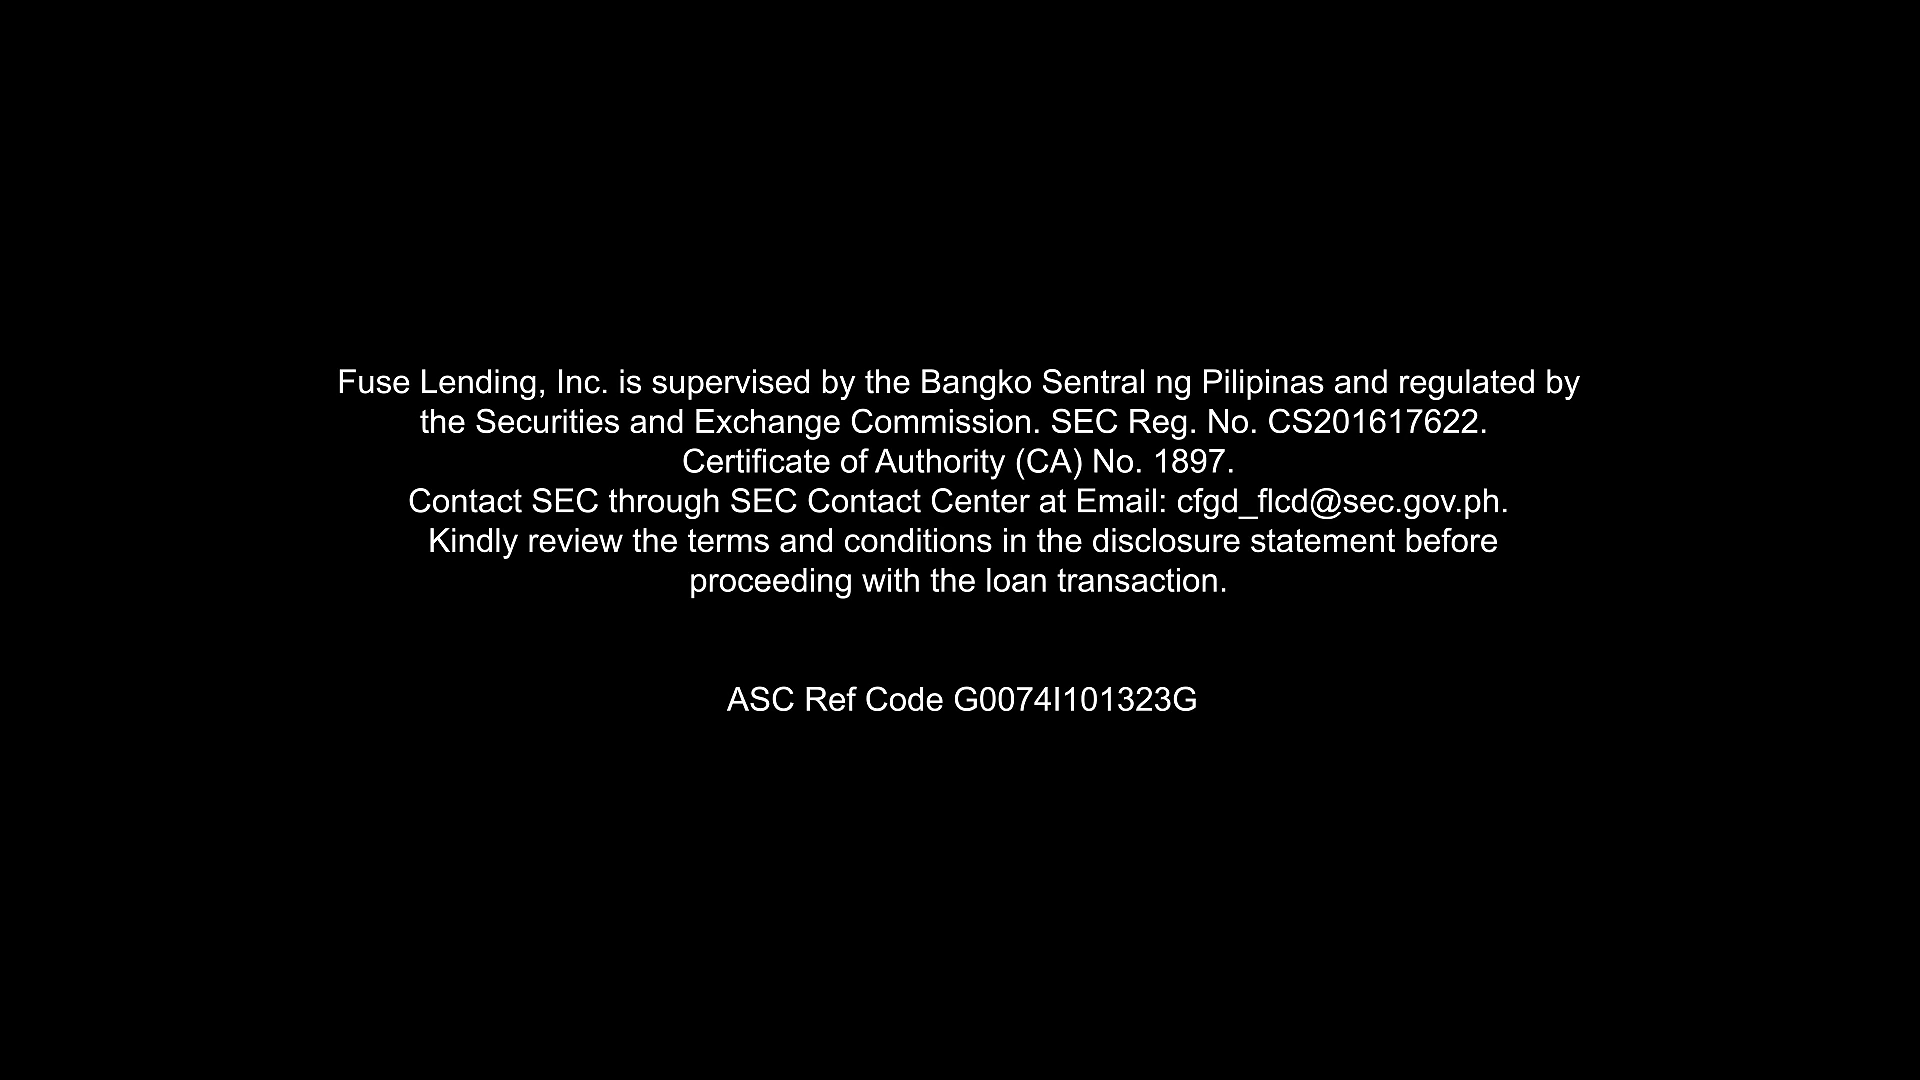 Fuse Lending, Inc. is supervised by the Bangko Sentral ng Pilipinas and regulated by
the Securities and Exchange Commission. SEC Reg. No. CS201617622.
Certificate of Authority (CA) No. 1897.
Contact SEC through SEC Contact Center at Email: cfgd_flcd@sec.gov.ph.
Kindly review the terms and conditions in the disclosure statement before
proceeding with the loan transaction.
ASC Ref Code G0074I101323G